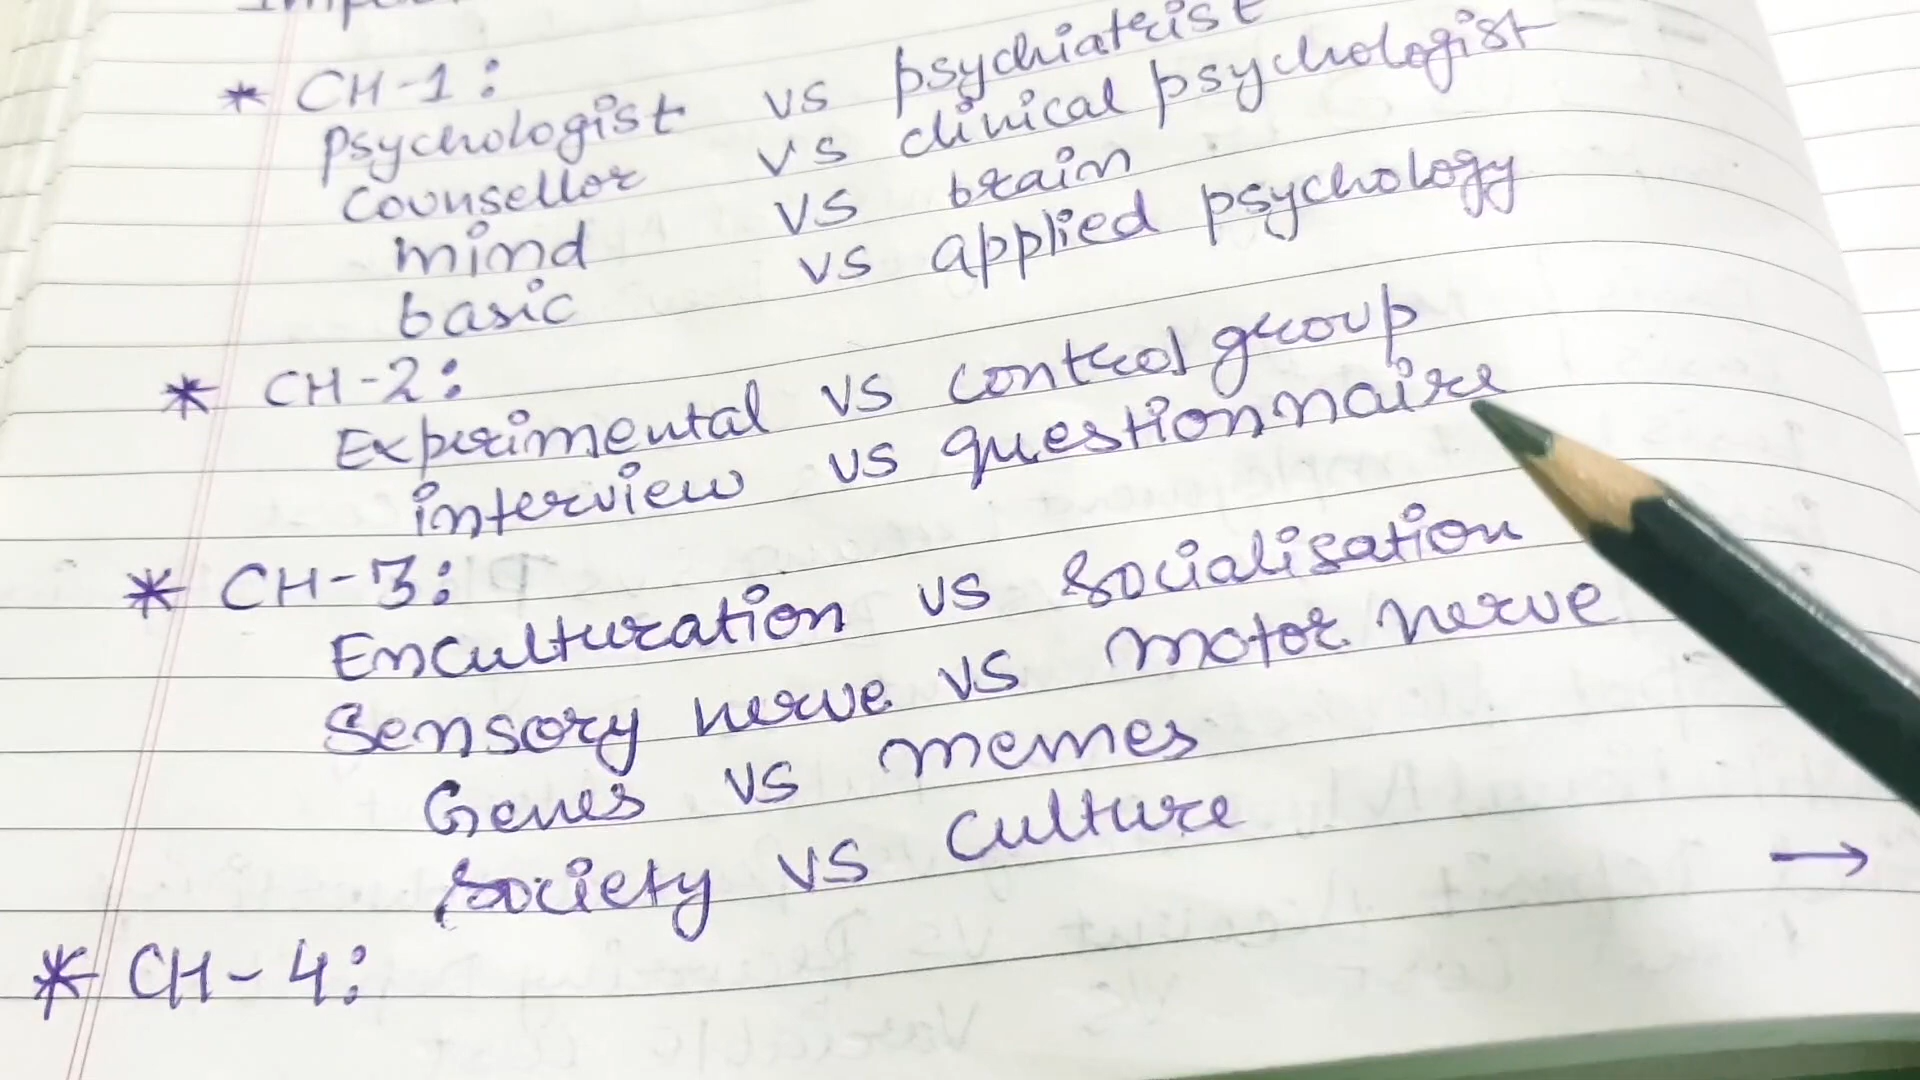 * CH-1:
Psychologist vs psychiatrist
Counsellor vs clinical psychologist
mind vs brain
basic vs applied psychology
* CH-2:
Experimental vs control group
interview vs questionnaire
* CH-3:
Enculturation vs Socialisation
Sensory nerve vs motor nerve
Genes vs memes
Society vs Culture
→
* CH-4: